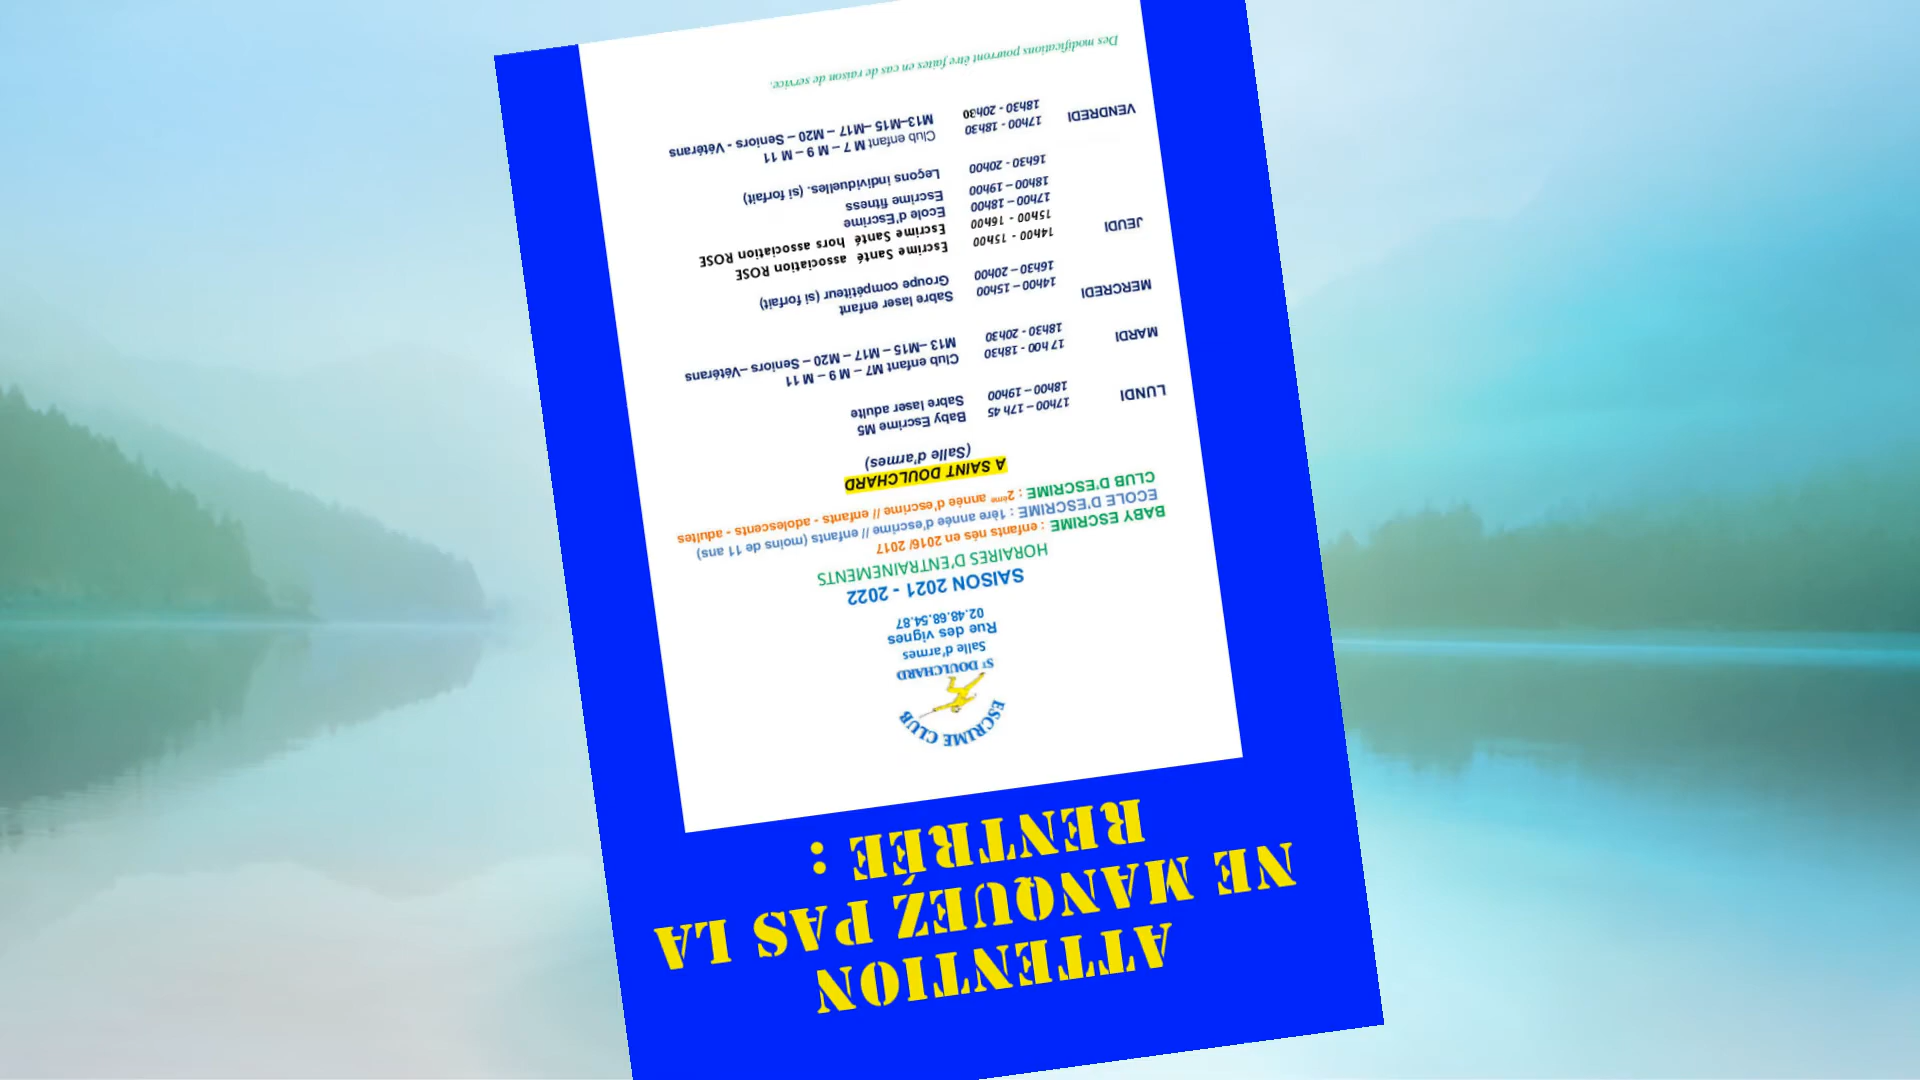 ATTENTION
NE MANQUEZ PAS LA
RENTRÉE :
ESCRIME CLUB
ST DOULCHARD
Salle d'armes
Rue des vignes
02.48.68.54.87
SAISON 2021 - 2022
HORAIRES D'ENTRAINEMENTS
BABY ESCRIME : enfants nés en 2016/ 2017
ECOLE D'ESCRIME : 1ère année d'escrime // enfants (moins de 11 ans)
CLUB D'ESCRIME : 2ème année d'escrime // enfants - adolescents - adultes
A SAINT DOULCHARD
(Salle d'armes)
LUNDI 17h00 – 17h 45 Baby Escrime M5
18h00 – 19h00 Sabre laser adulte
MARDI 17 h00 - 18h30 Club enfant M7 – M 9 – M 11
18h30 - 20h30 M13 –M15 – M17 – M20 – Seniors –Vétérans
MERCREDI 14h00 – 15h00 Sabre laser enfant
16h30 – 20h00 Groupe compétiteur (si forfait)
JEUDI 14h00 - 15h00 Escrime Santé association ROSE
15h00 - 16h00 Escrime Santé hors association ROSE
17h00 – 18h00 Ecole d'Escrime
18h00 – 19h00 Escrime fitness
16h30 - 20h00 Leçons individuelles. (si forfait)
VENDREDI 17h00 - 18h30 Club enfant M 7 – M 9 – M 11
18h30 - 20h30 M13–M15 –M17 – M20 – Seniors - Vétérans
Des modifications pourront être faites en cas de raison de service.